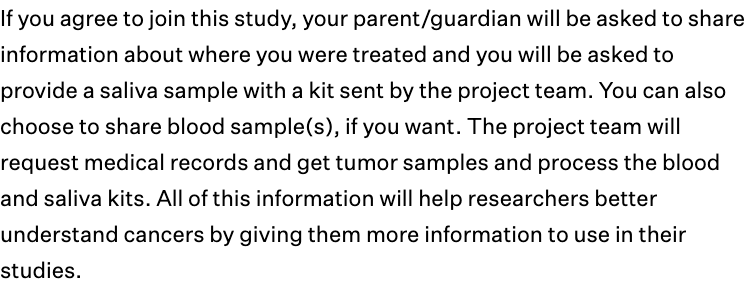 If you agree to join this study, your parent/guardian will be asked to share
information about where you were treated and you will be asked to
provide a saliva sample with a kit sent by the project team. You can also
choose to share blood sample(s), if you want. The project team will
request medical records and get tumor samples and process the blood
and saliva kits. All of this information will help researchers better
understand cancers by giving them more information to use in their
studies.